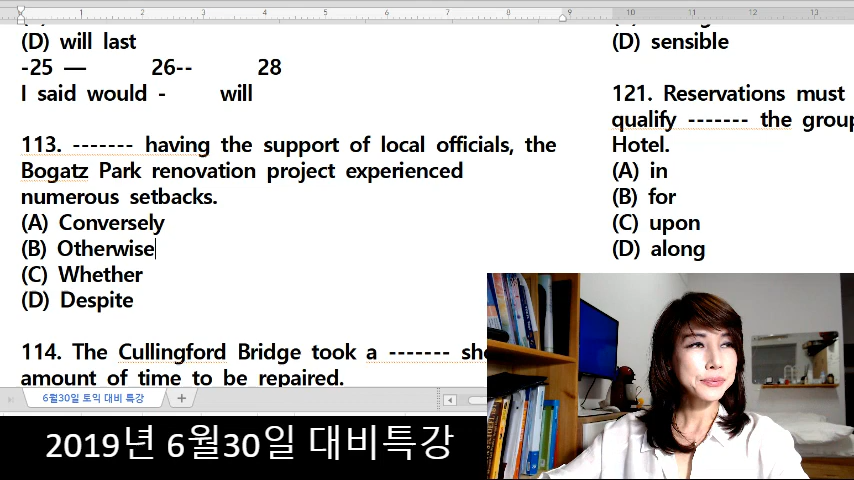 (D) will last
-25 — 26-- 28
I said would - will
113. ------- having the support of local officials, the
Bogatz Park renovation project experienced
numerous setbacks.
(A) Conversely
(B) Otherwise
(C) Whether
(D) Despite
114. The Cullingford Bridge took a -------
amount of time to be repaired.
(D) sensible
121. Reservations must
qualify ------- the group
Hotel.
(A) in
(B) for
(C) upon
(D) along
6월30일 토익 대비 특강
2019년 6월30일 대비특강